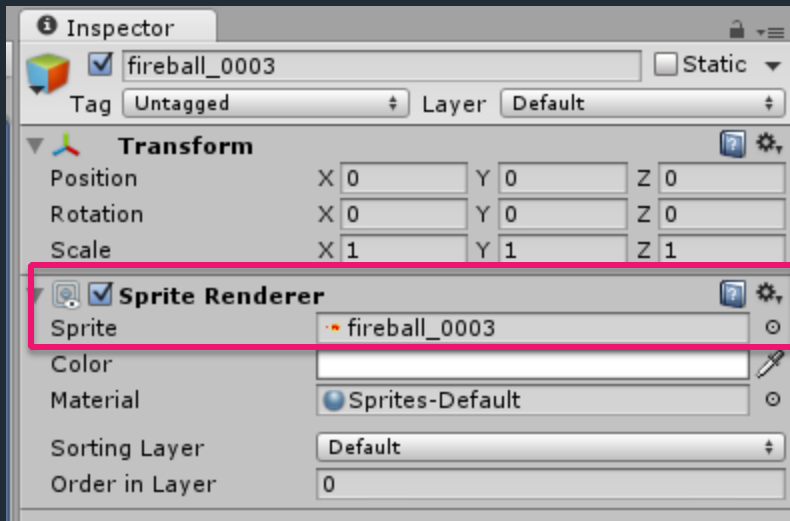 Inspector
fireball_0003 Static
Tag Untagged Layer Default
Transform
Position X 0 Y 0 Z 0
Rotation X 0 Y 0 Z 0
Scale X 1 Y 1 Z 1
Sprite Renderer
Sprite fireball_0003
Color
Material Sprites-Default
Sorting Layer Default
Order in Layer 0